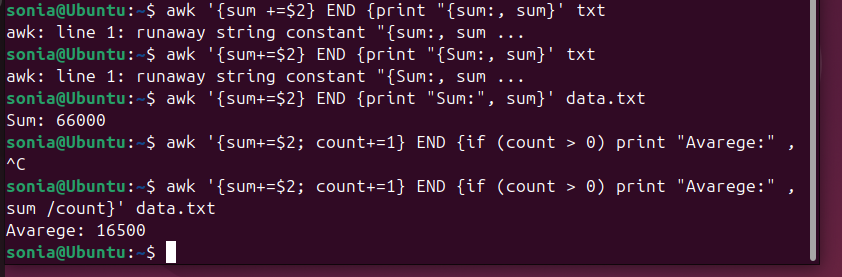 sonia@Ubuntu:~$ awk '{sum +=$2} END {print "{sum:, sum}' txt
awk: line 1: runaway string constant "{sum:, sum ...
sonia@Ubuntu:~$ awk '{sum+=$2} END {print "{Sum:, sum}' txt
awk: line 1: runaway string constant "{Sum:, sum ...
sonia@Ubuntu:~$ awk '{sum+=$2} END {print "Sum:", sum}' data.txt
Sum: 66000
sonia@Ubuntu:~$ awk '{sum+=$2; count+=1} END {if (count > 0) print "Avarege:" ,
^C
sonia@Ubuntu:~$ awk '{sum+=$2; count+=1} END {if (count > 0) print "Avarege:" ,
sum /count}' data.txt
Avarege: 16500
sonia@Ubuntu:~$